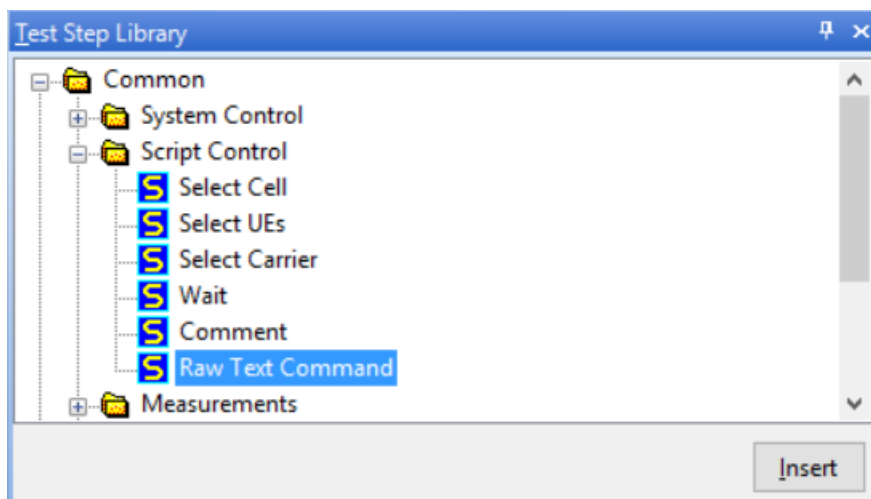 Test Step Library
Common
System Control
Script Control
S Select Cell
S Select UEs
S Select Carrier
S Wait
S Comment
S Raw Text Command
Measurements
Insert